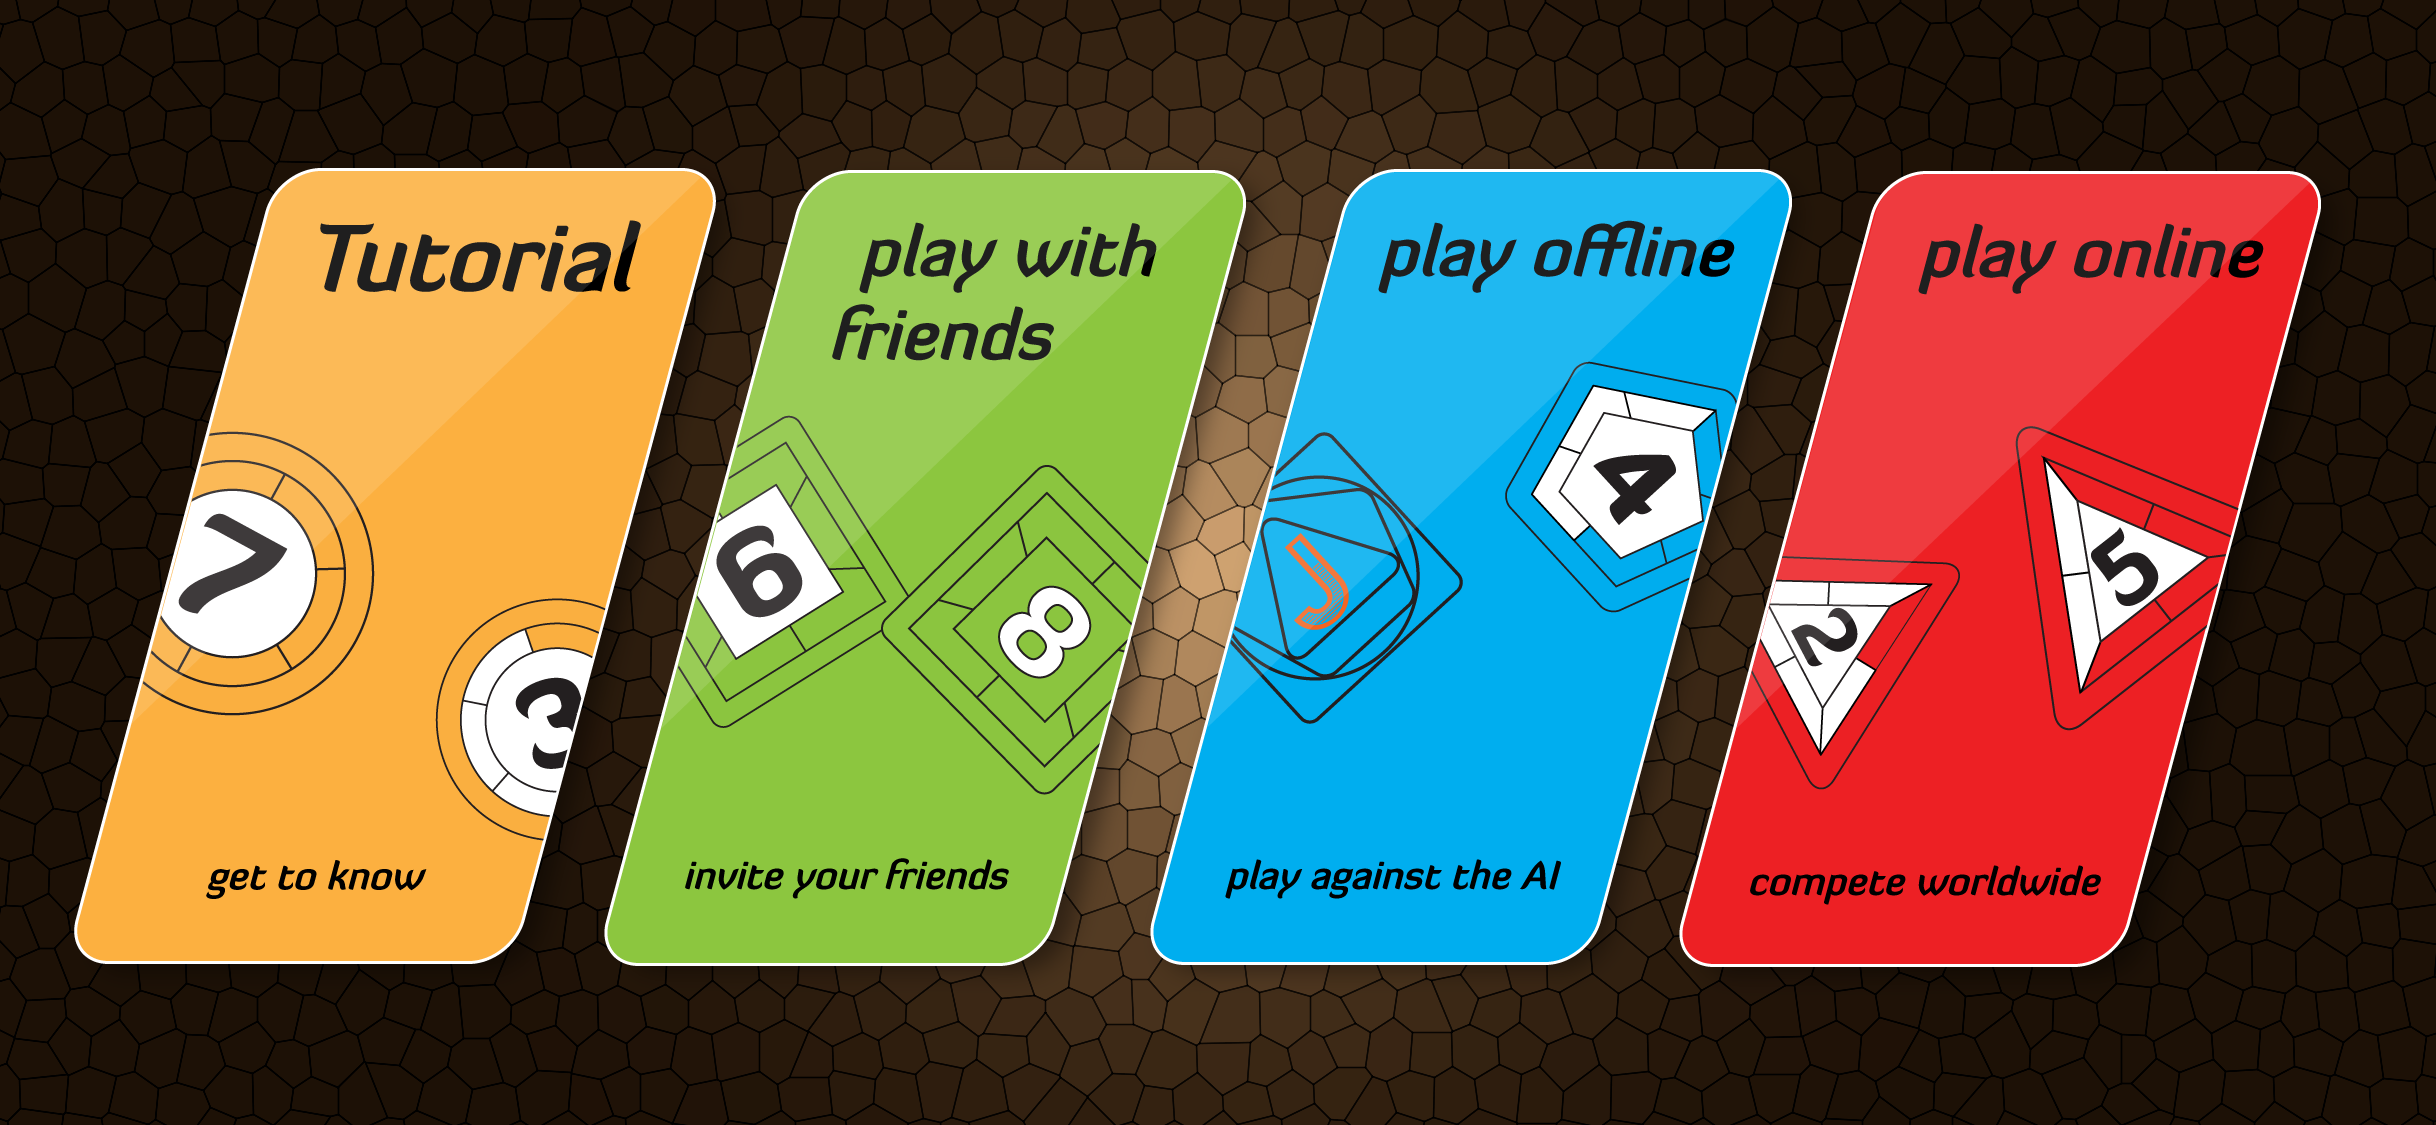 Tutorial
7
3
get to know
play with
friends
6
8
invite your friends
play offline
J
4
play against the AI
play online
2
5
compete worldwide